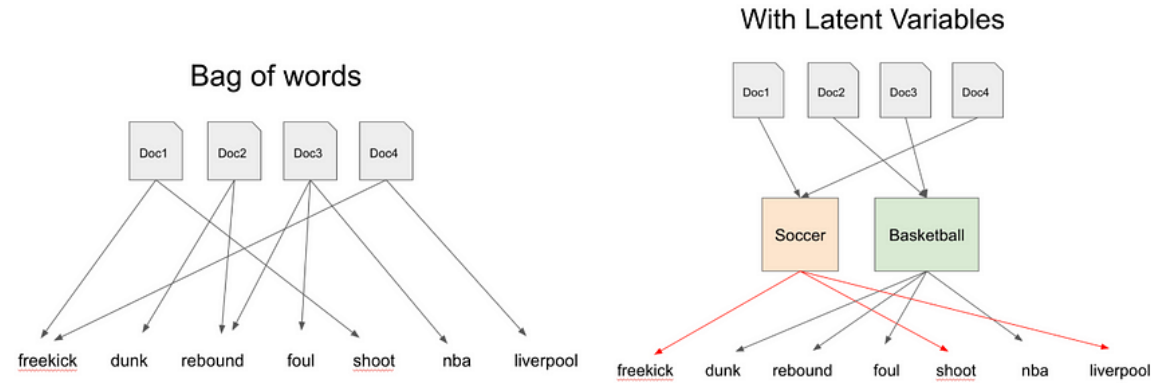 With Latent Variables
Bag of words
Doc1 Doc2 Doc3 Doc4
Doc1 Doc2 Doc3 Doc4
Soccer Basketball
freekick dunk rebound foul shoot nba liverpool
freekick dunk rebound foul shoot nba liverpool